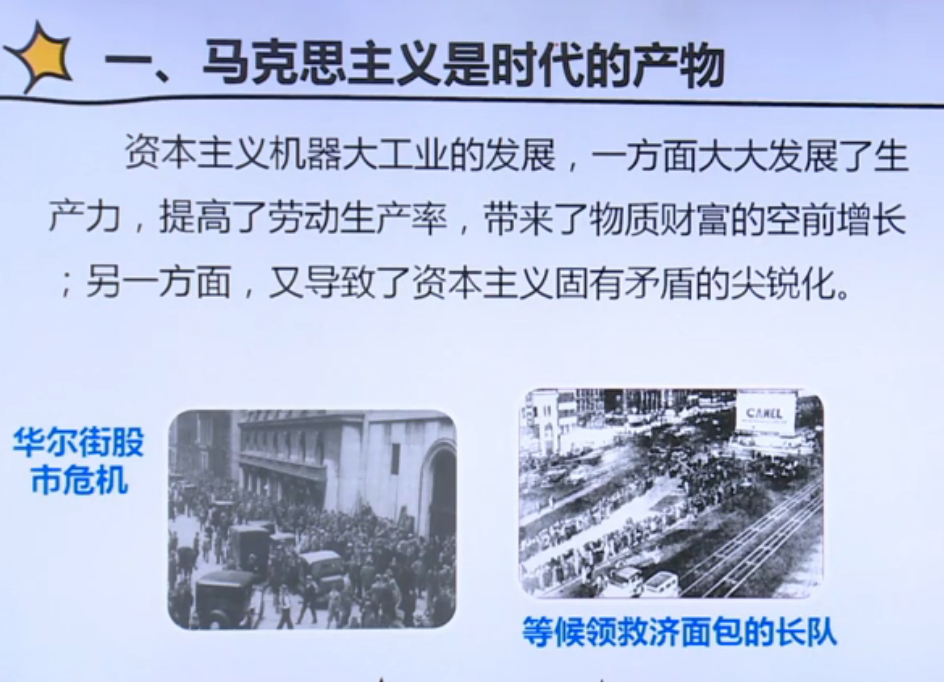 一、马克思主义是时代的产物
资本主义机器大工业的发展，一方面大大发展了生
产力，提高了劳动生产率，带来了物质财富的空前增长
；另一方面，又导致了资本主义固有矛盾的尖锐化。
华尔街股
市危机
CAMEL
等候领救济面包的长队